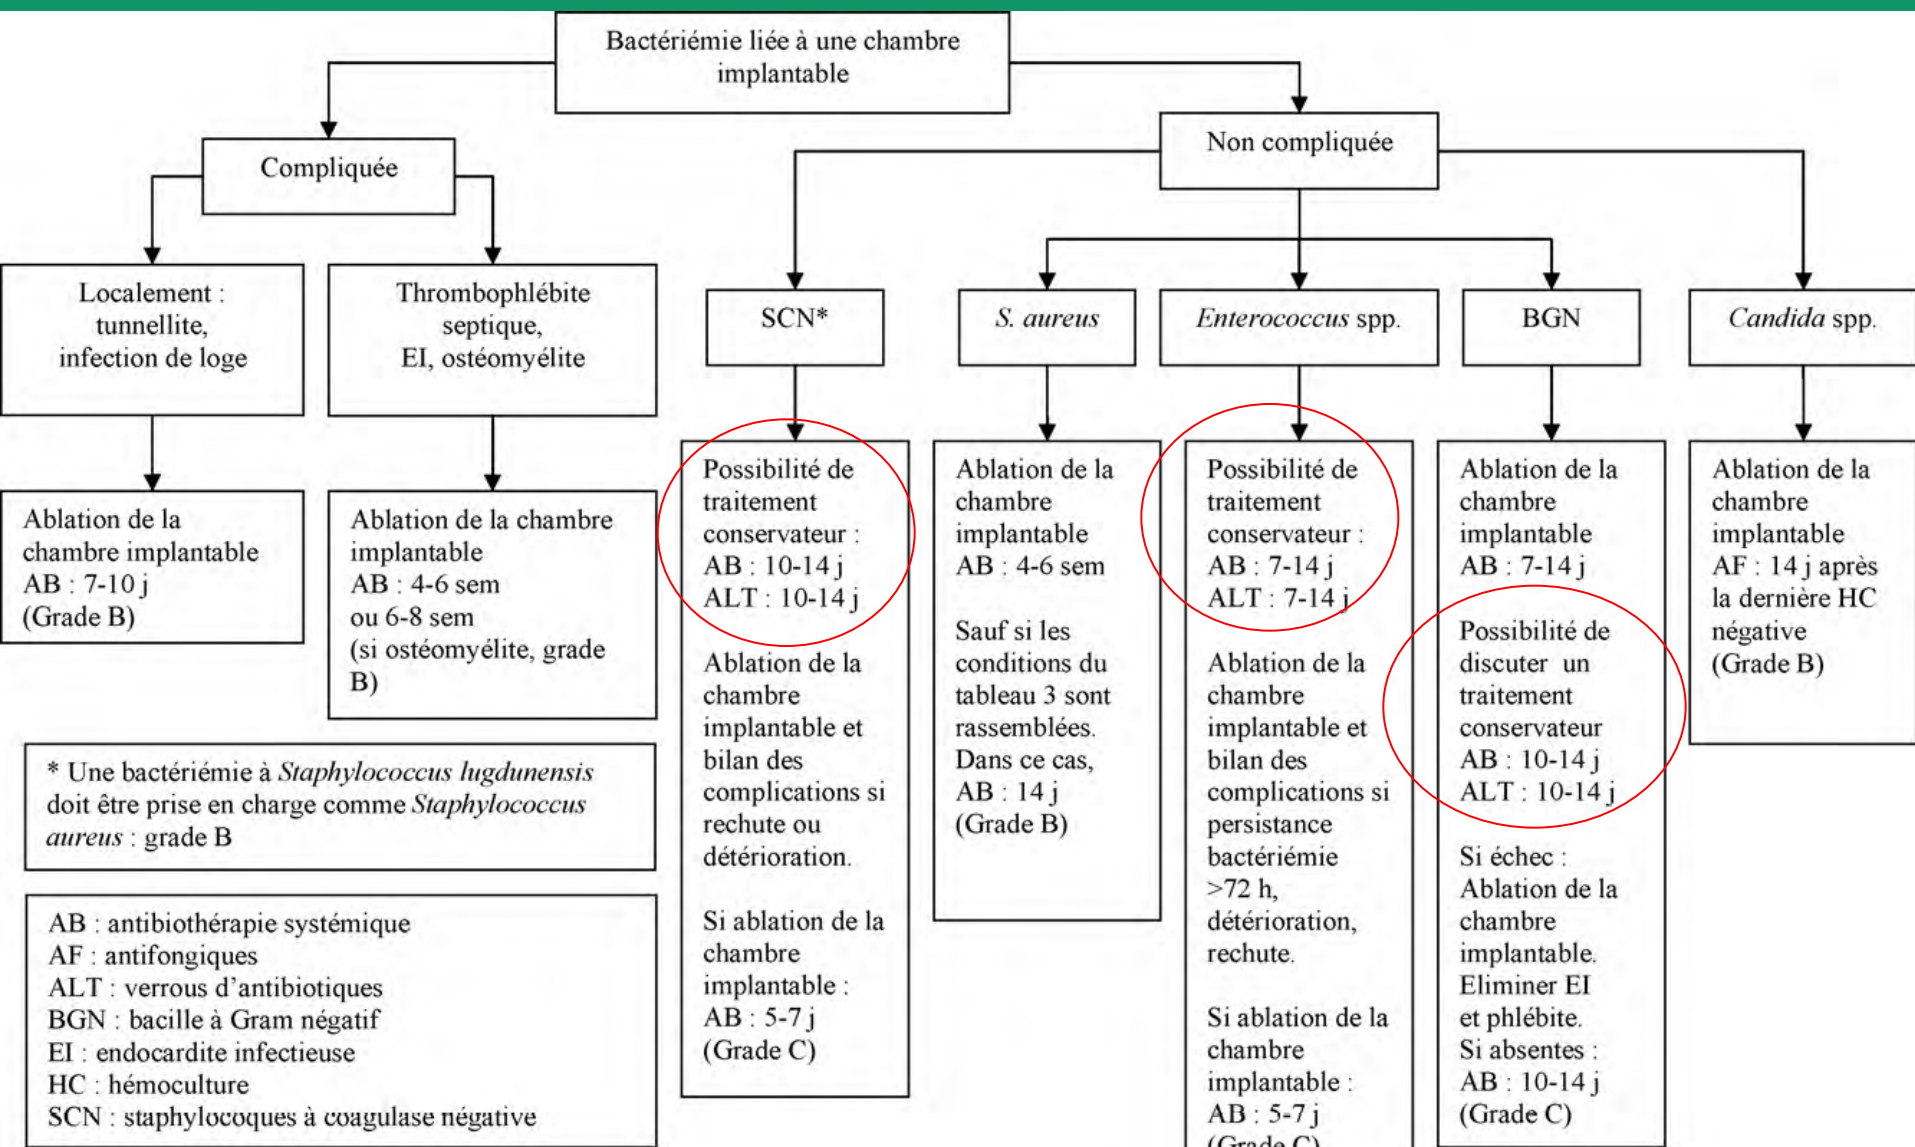 Bactériémie liée à une chambre
implantable
Compliquée
Non compliquée
Localement :
tunnellite,
infection de loge
Thrombophlébite
septique,
EI, ostéomyélite
SCN*
S. aureus
Enterococcus spp.
BGN
Candida spp.
Ablation de la
chambre implantable
AB : 7-10 j
(Grade B)
Ablation de la chambre
implantable
AB : 4-6 sem
ou 6-8 sem
(si ostéomyélite, grade
B)
Possibilité de
traitement
conservateur :
AB : 10-14 j
ALT : 10-14 j
Ablation de la
chambre
implantable et
bilan des
complications si
rechute ou
détérioration.
Si ablation de la
chambre
implantable :
AB : 5-7 j
(Grade C)
Ablation de la
chambre
implantable
AB : 4-6 sem
Sauf si les
conditions du
tableau 3 sont
rassemblées.
Dans ce cas,
AB : 14 j
(Grade B)
Possibilité de
traitement
conservateur :
AB : 7-14 j
ALT : 7-14 j
Ablation de la
chambre
implantable et
bilan des
complications si
persistance
bactériémie
>72 h,
détérioration,
rechute.
Si ablation de la
chambre
implantable :
AB : 5-7 j
(Grade C)
Ablation de la
chambre
implantable
AB : 7-14 j
Possibilité de
discuter un
traitement
conservateur
AB : 10-14 j
ALT : 10-14 j
Si échec :
Ablation de la
chambre
implantable.
Eliminer EI
et phlébite.
Si absentes :
AB : 10-14 j
(Grade C)
Ablation de la
chambre
implantable
AF : 14 j après
la dernière HC
négative
(Grade B)
* Une bactériémie à Staphylococcus lugdunensis
doit être prise en charge comme Staphylococcus
aureus : grade B
AB : antibiothérapie systémique
AF : antifongiques
ALT : verrous d'antibiotiques
BGN : bacille à Gram négatif
EI : endocardite infectieuse
HC : hémoculture
SCN : staphylocoques à coagulase négative